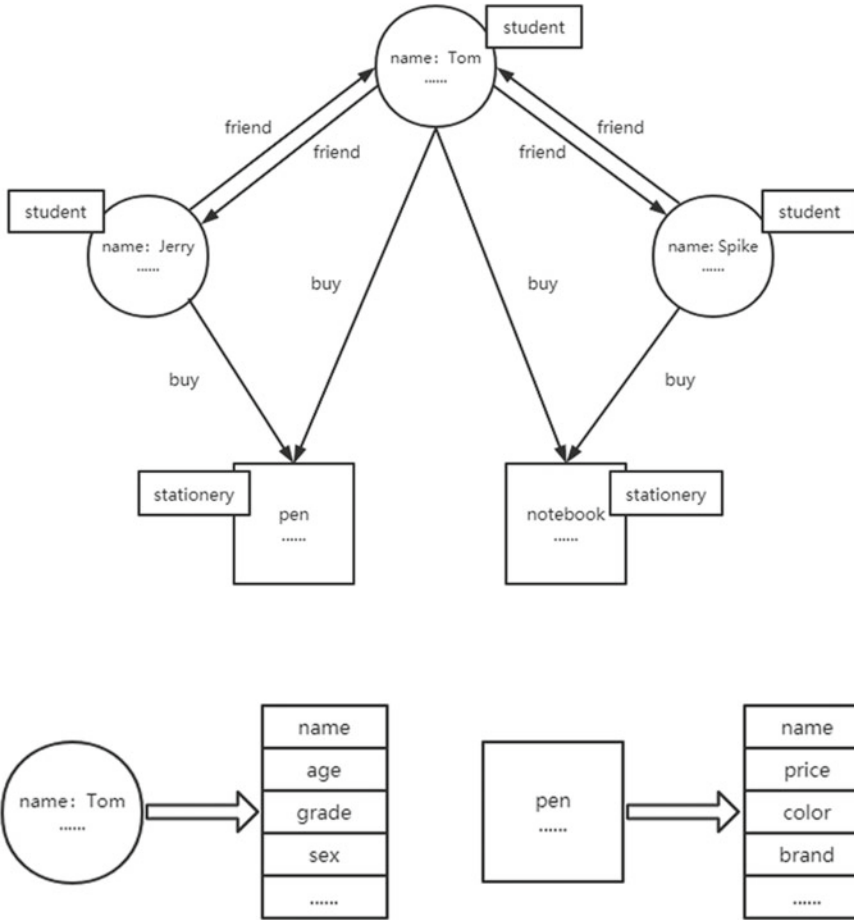 student
name: Tom
......
friend
friend
friend
friend
student
name: Jerry
......
student
name: Spike
......
buy
buy
buy
buy
stationery
pen
......
notebook
......
stationery
name: Tom
......
name
age
grade
sex
......
pen
......
name
price
color
brand
......